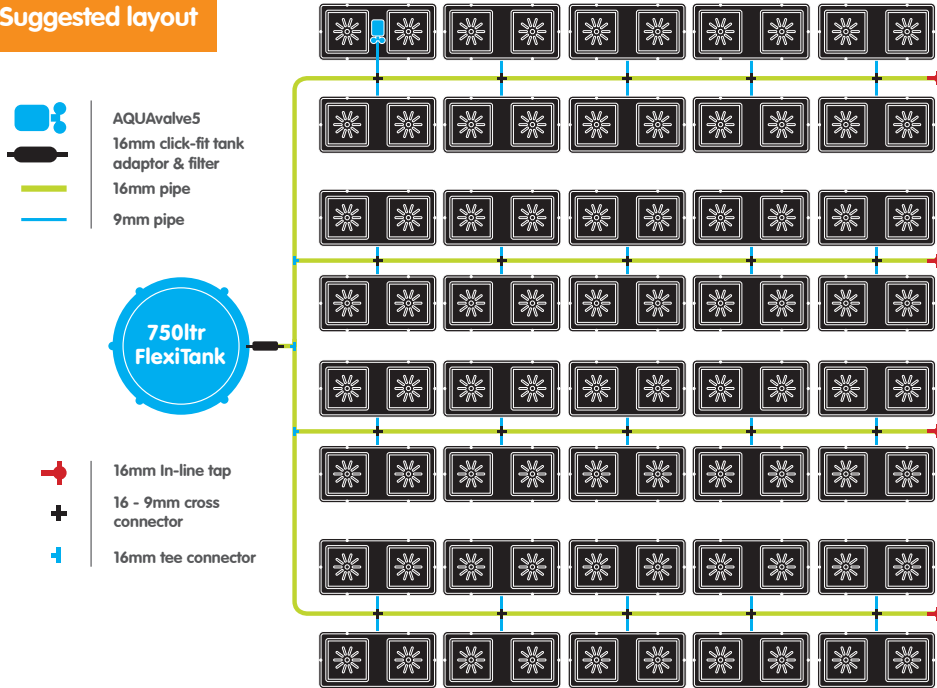 Suggested layout
AQUAvalve5
16mm click-fit tank
adaptor & filter
16mm pipe
9mm pipe
750ltr
FlexiTank
16mm In-line tap
16 - 9mm cross
connector
16mm tee connector